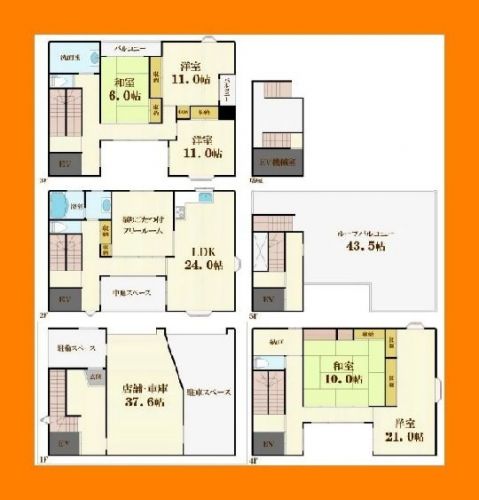 洗面室
バルコニー
洋室
11.0帖
収納
和室
6.0帖
収納
バルコニー
収納
洋室
11.0帖
EV
3F
EV機械室
浴室
収納
掘りごたつ付
フリールーム
収納
LDK
24.0帖
中庭スペース
EV
2F
ルーフバルコニー
43.5帖
EV
5F
駐輪スペース
玄関
店舗・車庫
37.6帖
駐車スペース
EV
1F
納戸
収納
収納
和室
10.0帖
収納
洋室
21.0帖
EV
4F